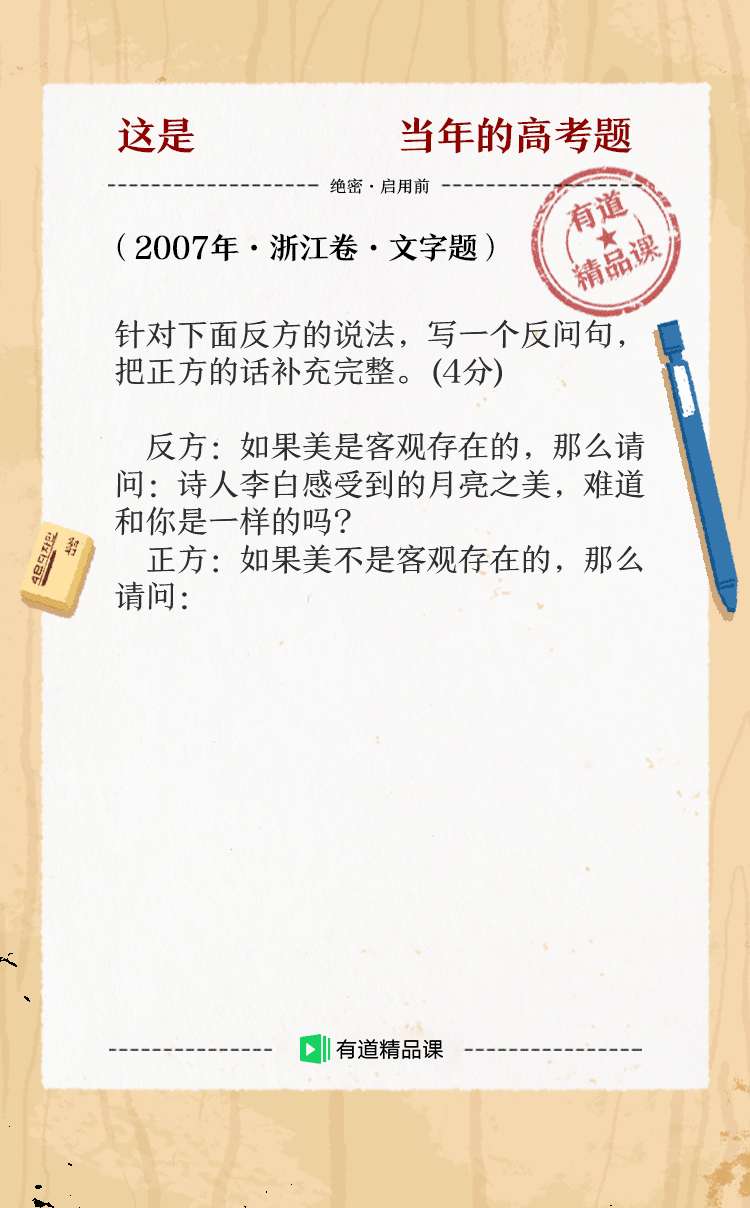 这是 当年的高考题
绝密·启用前
有道
精品课
（2007年·浙江卷·文字题）
针对下面反方的说法，写一个反问句，
把正方的话补充完整。(4分)
反方：如果美是客观存在的，那么请
问：诗人李白感受到的月亮之美，难道
和你是一样的吗？
正方：如果美不是客观存在的，那么
请问：
有道精品课